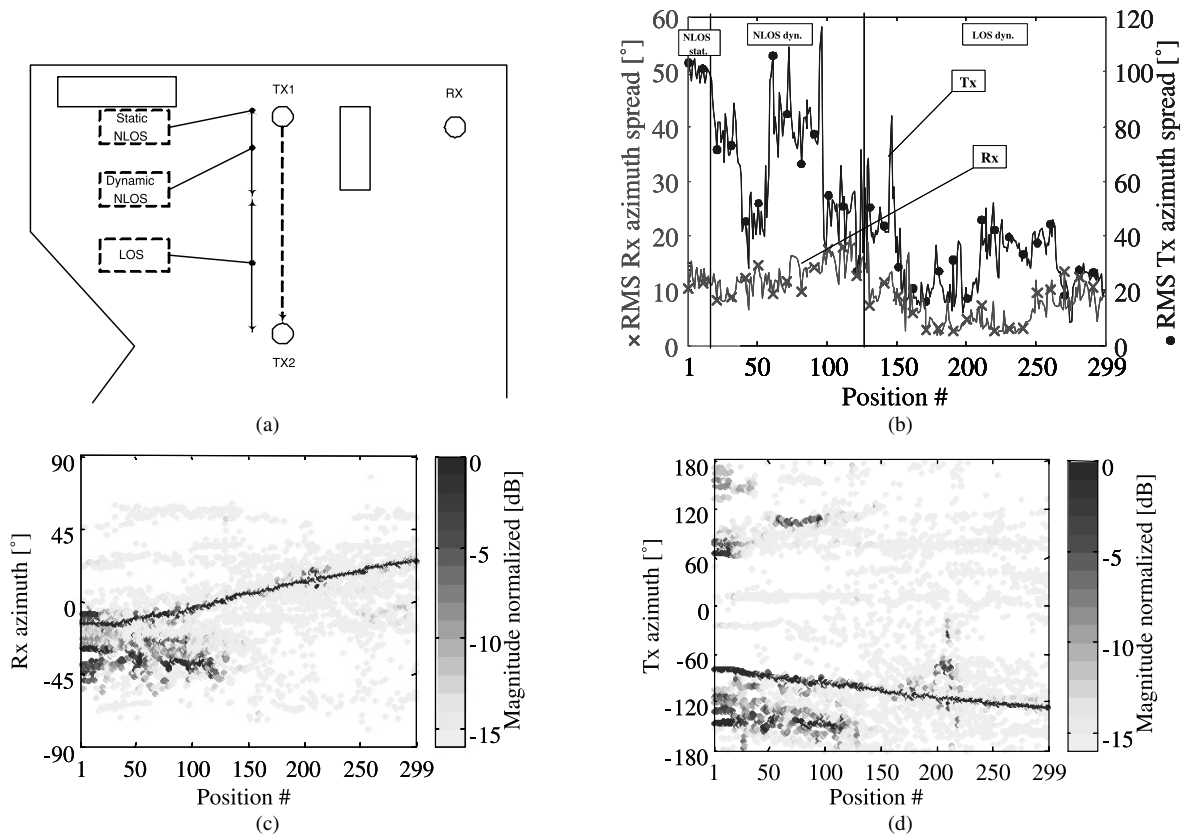 TX1
RX
Static
NLOS
Dynamic
NLOS
LOS
TX2
(a)
60
50
40
30
20
10
0
RMS Rx azimuth spread [°]
NLOS
stat.
NLOS dyn.
LOS dyn.
Tx
Rx
120
100
80
60
40
20
0
RMS Tx azimuth spread [°]
1
50
100
150
200
250
299
Position #
(b)
90
45
0
-45
-90
Rx azimuth [°]
1
50
100
150
200
250
299
Position #
0
-5
-10
-15
Magnitude normalized [dB]
(c)
180
120
60
0
-60
-120
-180
Tx azimuth [°]
1
50
100
150
200
250
299
Position #
0
-5
-10
-15
Magnitude normalized [dB]
(d)